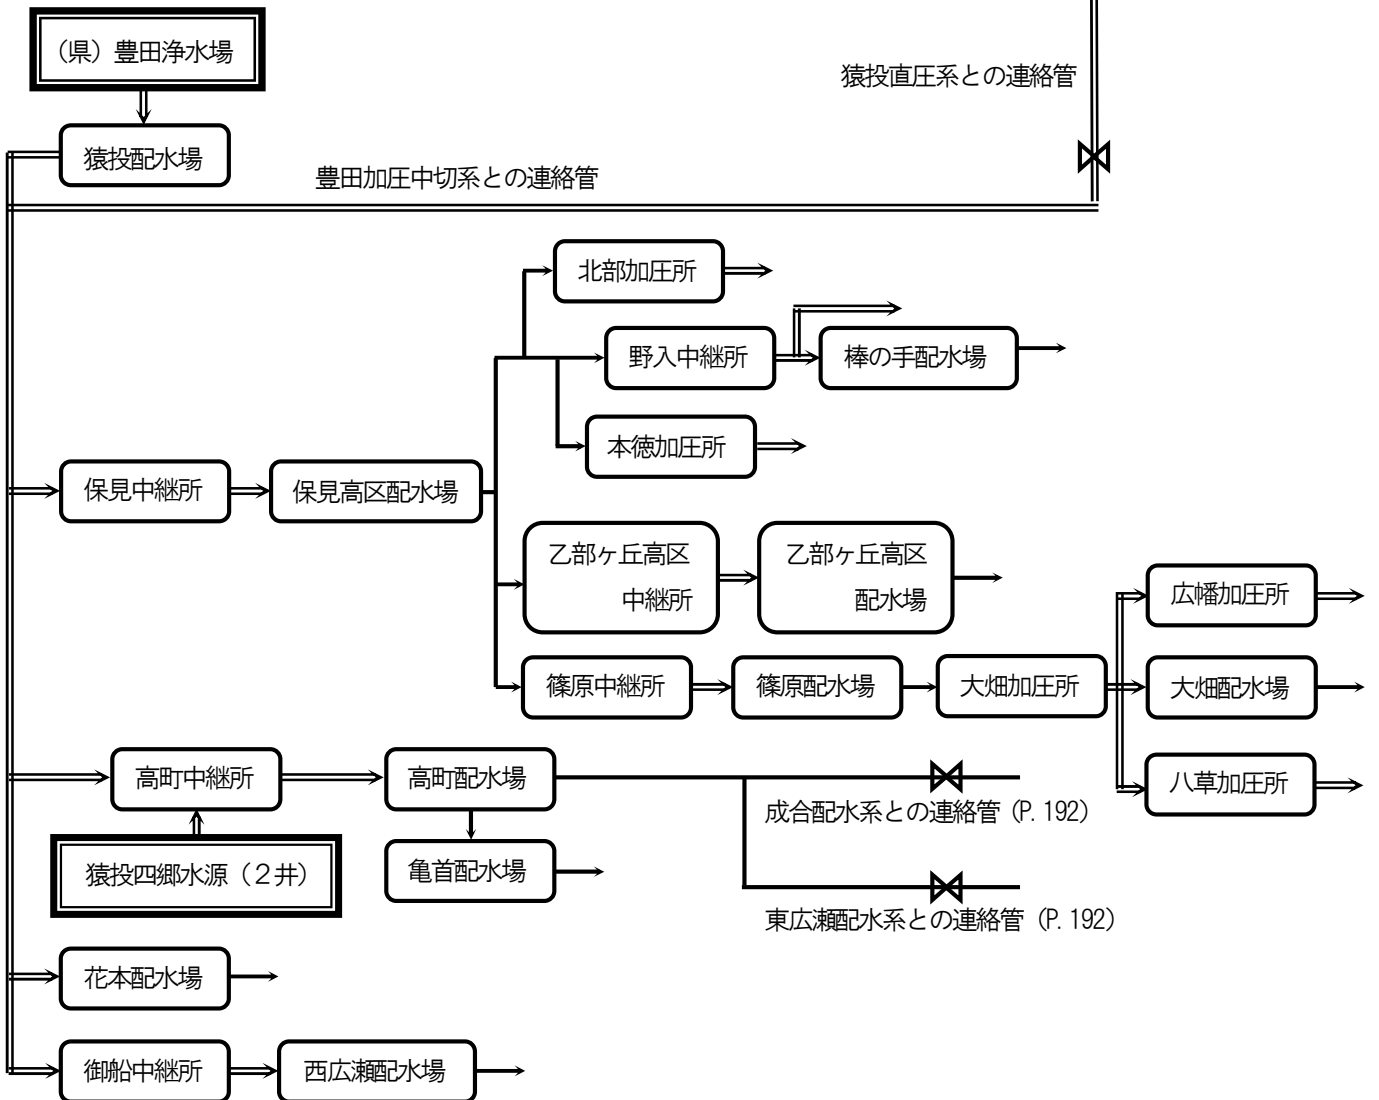 （県）豊田浄水場
猿投直圧系との連絡管
猿投配水場
豊田加圧中切系との連絡管
北部加圧所
野入中継所
棒の手配水場
本徳加圧所
保見中継所
保見高区配水場
乙部ヶ丘高区
中継所
乙部ヶ丘高区
配水場
広幡加圧所
篠原中継所
篠原配水場
大畑加圧所
大畑配水場
八草加圧所
高町中継所
高町配水場
成合配水系との連絡管（P.192）
猿投四郷水源（２井）
亀首配水場
東広瀬配水系との連絡管（P.192）
花本配水場
御船中継所
西広瀬配水場